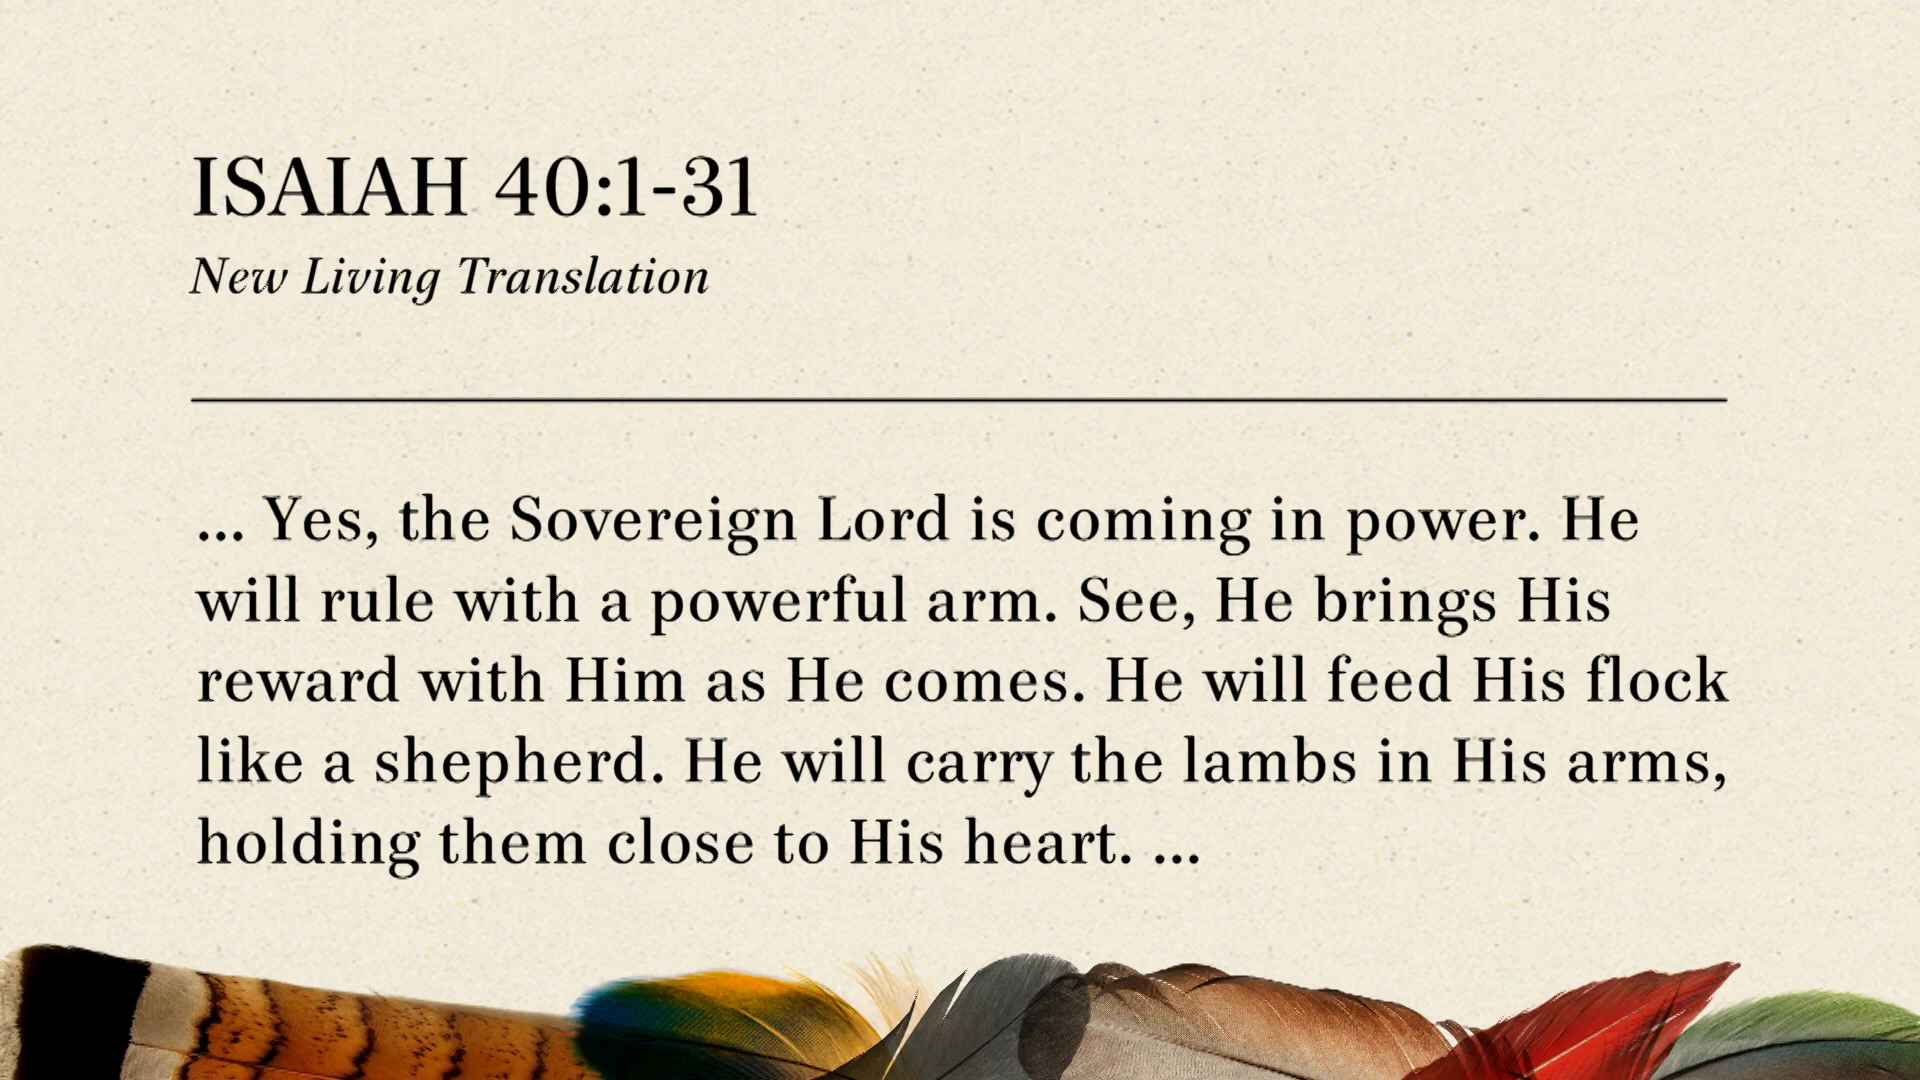 ISAIAH 40:1-31
New Living Translation
... Yes, the Sovereign Lord is coming in power. He
will rule with a powerful arm. See, He brings His
reward with Him as He comes. He will feed His flock
like a shepherd. He will carry the lambs in His arms,
holding them close to His heart. ...